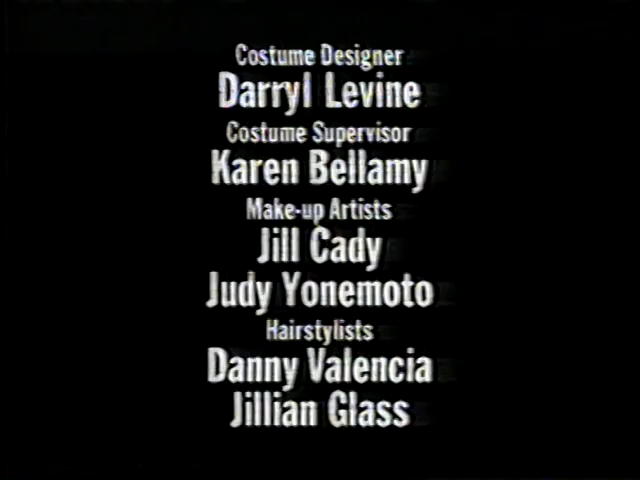 Costume Designer
Darryl Levine
Costume Supervisor
Karen Bellamy
Make-up Artists
Jill Cady
Judy Yonemoto
Hairstylists
Danny Valencia
Jillian Glass